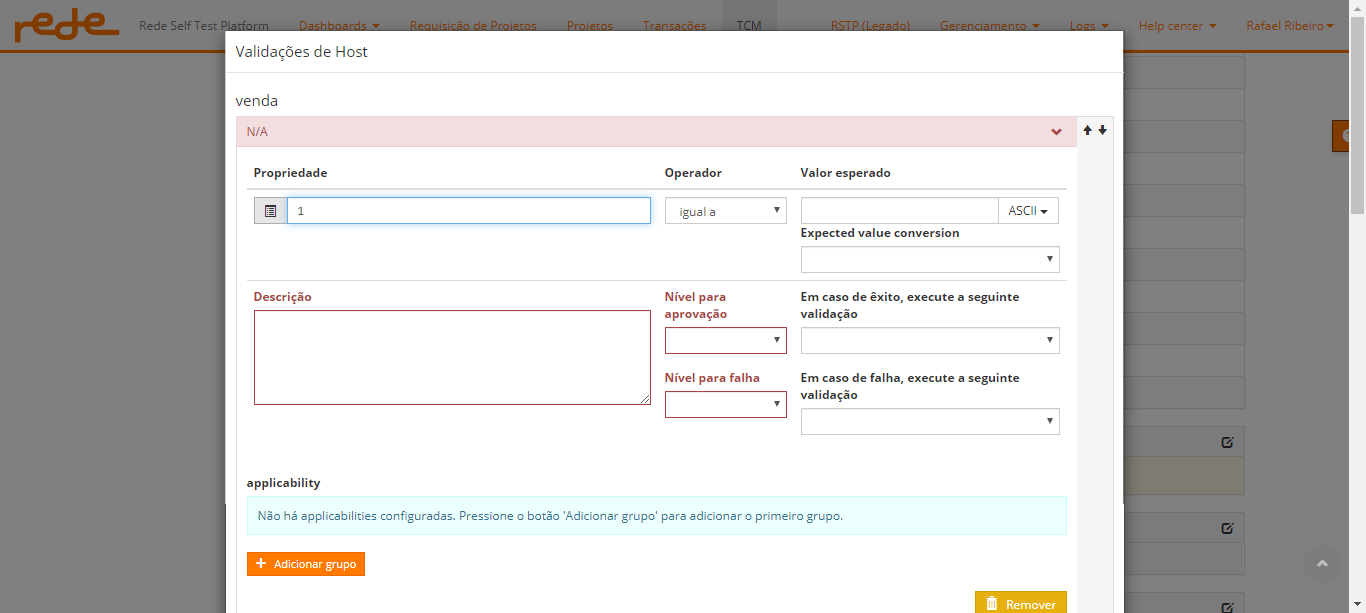 rede Rede Self Test Platform Dashboards Requisição de Projetos Projetos Transações TCM RSTP (Legado) Gerenciamento Logs Help center Rafael Ribeiro
Validações de Host
venda
N/A
Propriedade Operador Valor esperado
1 igual a ASCII
Expected value conversion
Descrição Nível para aprovação Em caso de êxito, execute a seguinte validação
Nível para falha Em caso de falha, execute a seguinte validação
applicability
Não há applicabilities configuradas. Pressione o botão 'Adicionar grupo' para adicionar o primeiro grupo.
+ Adicionar grupo
Remover